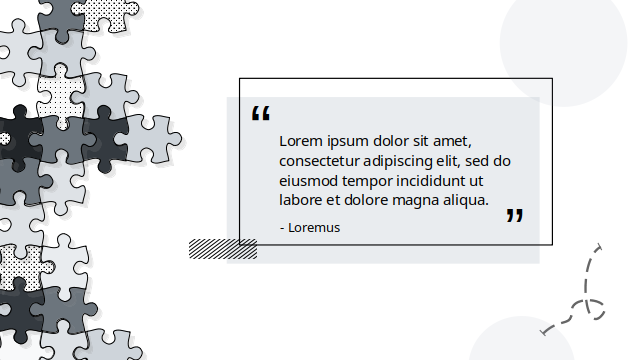 “
Lorem ipsum dolor sit amet,
consectetur adipiscing elit, sed do
eiusmod tempor incididunt ut
labore et dolore magna aliqua.
”
- Loremus